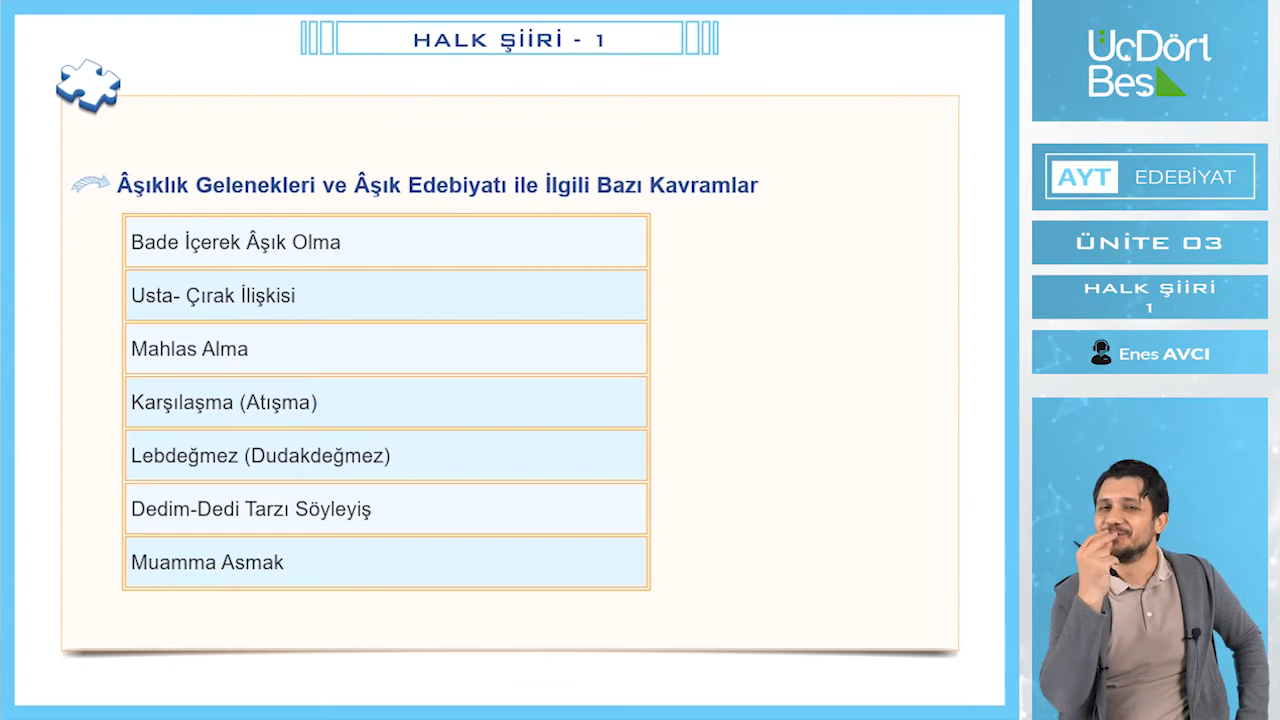 HALK ŞİİRİ - 1
Âşıklık Gelenekleri ve Âşık Edebiyatı ile İlgili Bazı Kavramlar
Bade İçerek Âşık Olma
Usta- Çırak İlişkisi
Mahlas Alma
Karşılaşma (Atışma)
Lebdeğmez (Dudakdeğmez)
Dedim-Dedi Tarzı Söyleyiş
Muamma Asmak
ÜçDört
Beş
AYT EDEBİYAT
ÜNİTE 03
HALK ŞİİRİ
1
Enes AVCI